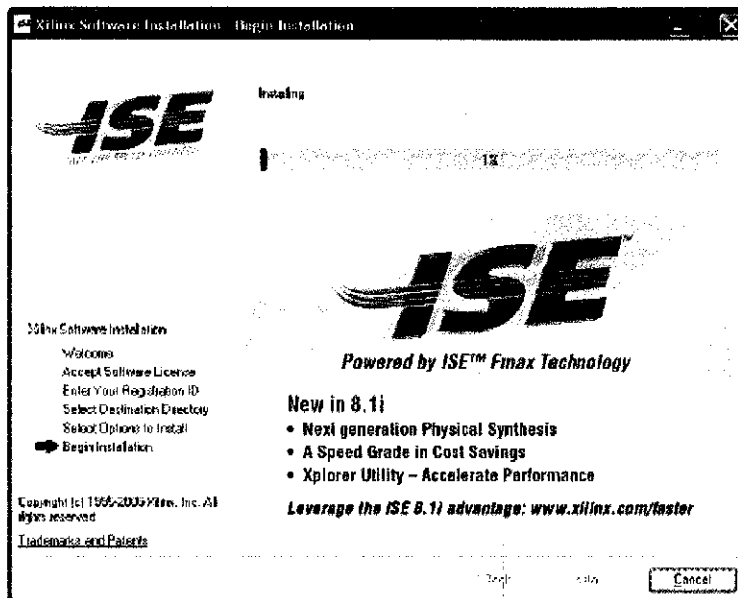 Xilinx Software Installation - Begin Installation
ISE
Installing
1%
ISE
Powered by ISE™ Fmax Technology
Xilinx Software Installation
Welcome
Accept Software License
Enter Your Registration ID
Select Destination Directory
Select Options to Install
Begin Installation
New in 8.1i
• Next generation Physical Synthesis
• A Speed Grade in Cost Savings
• Xplorer Utility – Accelerate Performance
Leverage the ISE 8.1i advantage: www.xilinx.com/faster
Copyright (c) 1995-2005 Xilinx, Inc. All
rights reserved
Trademarks and Patents
Cancel